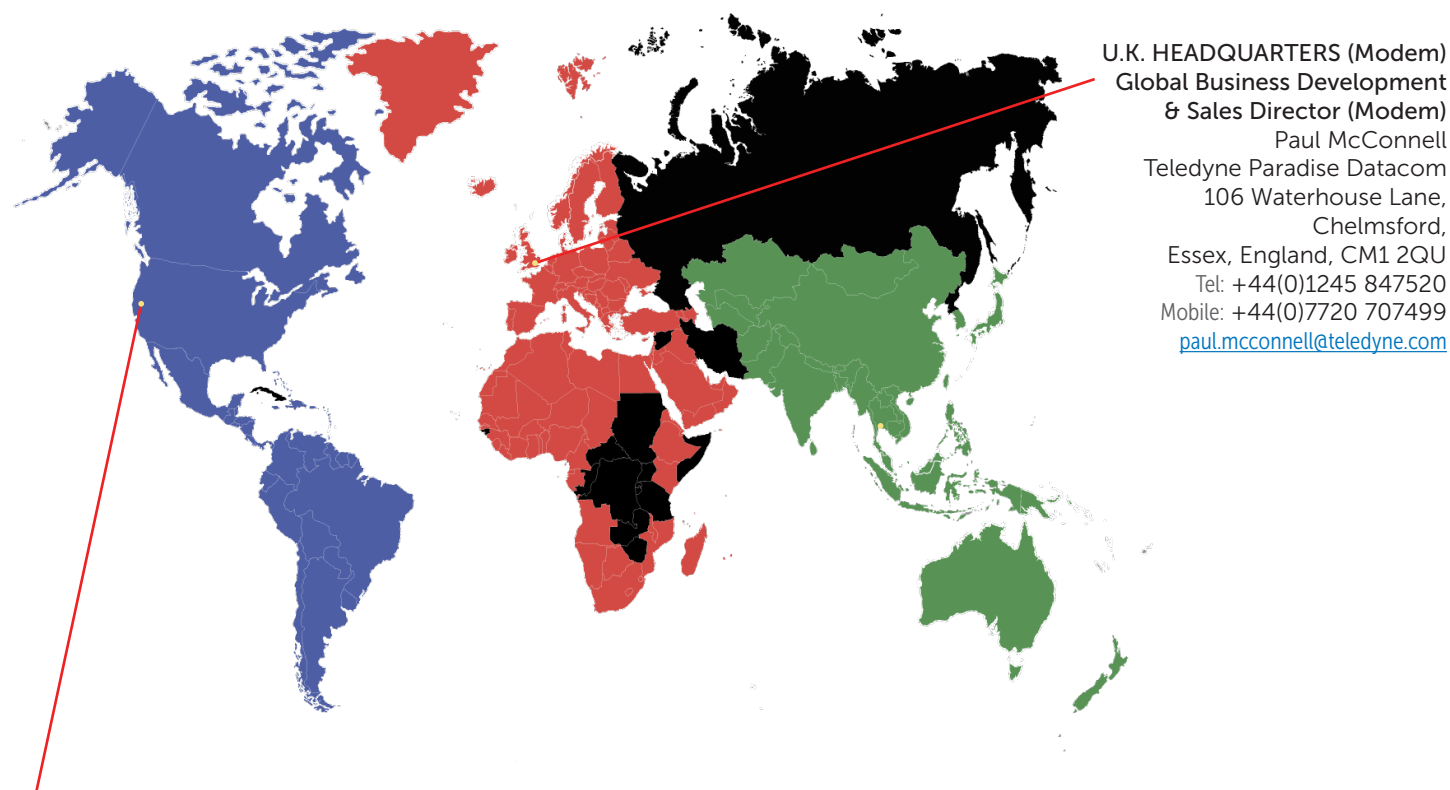 U.K. HEADQUARTERS (Modem)
Global Business Development
& Sales Director (Modem)
Paul McConnell
Teledyne Paradise Datacom
106 Waterhouse Lane,
Chelmsford,
Essex, England, CM1 2QU
Tel: +44(0)1245 847520
Mobile: +44(0)7720 707499
paul.mcconnell@teledyne.com